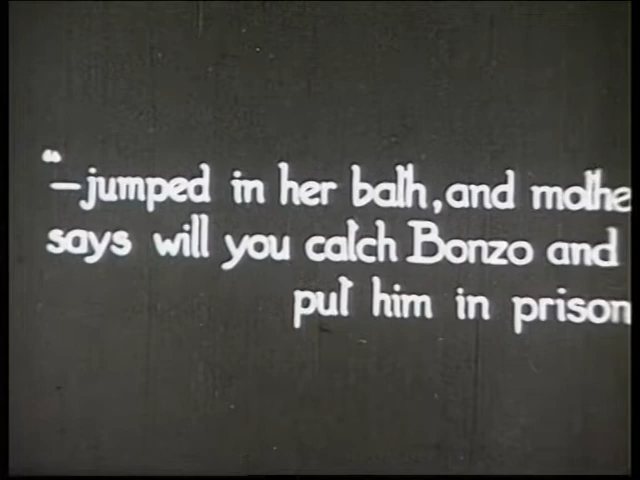 “—jumped in her bath, and mothe
says will you catch Bonzo and
put him in prison